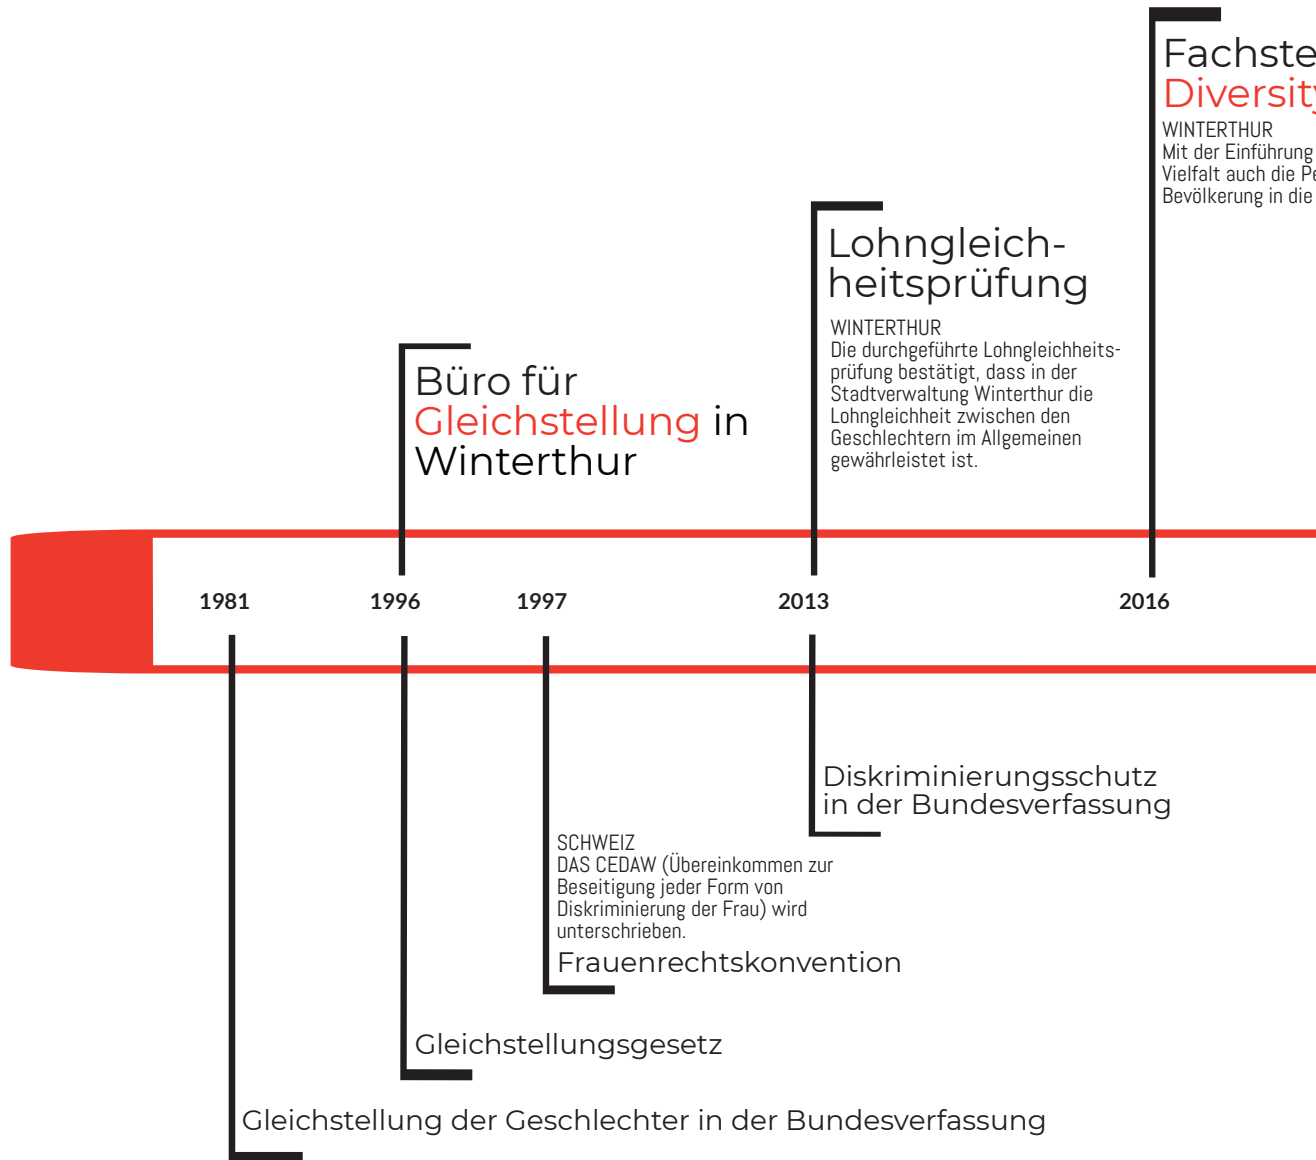 Diversity
WINTERTHUR
Mit der Einführung
Vielfalt auch die
Bevölkerung in die
Lohngleich-
heitsprüfung
WINTERTHUR
Die durchgeführte Lohngleichheits-
prüfung bestätigt, dass in der
Stadtverwaltung Winterthur die
Lohngleichheit zwischen den
Geschlechtern im Allgemeinen
gewährleistet ist.
Büro für
Gleichstellung in
Winterthur
1981 1996 1997 2013 2016
Diskriminierungsschutz
in der Bundesverfassung
SCHWEIZ
DAS CEDAW (Übereinkommen zur
Beseitigung jeder Form von
Diskriminierung der Frau) wird
unterschrieben.
Frauenrechtskonvention
Gleichstellungsgesetz
Gleichstellung der Geschlechter in der Bundesverfassung